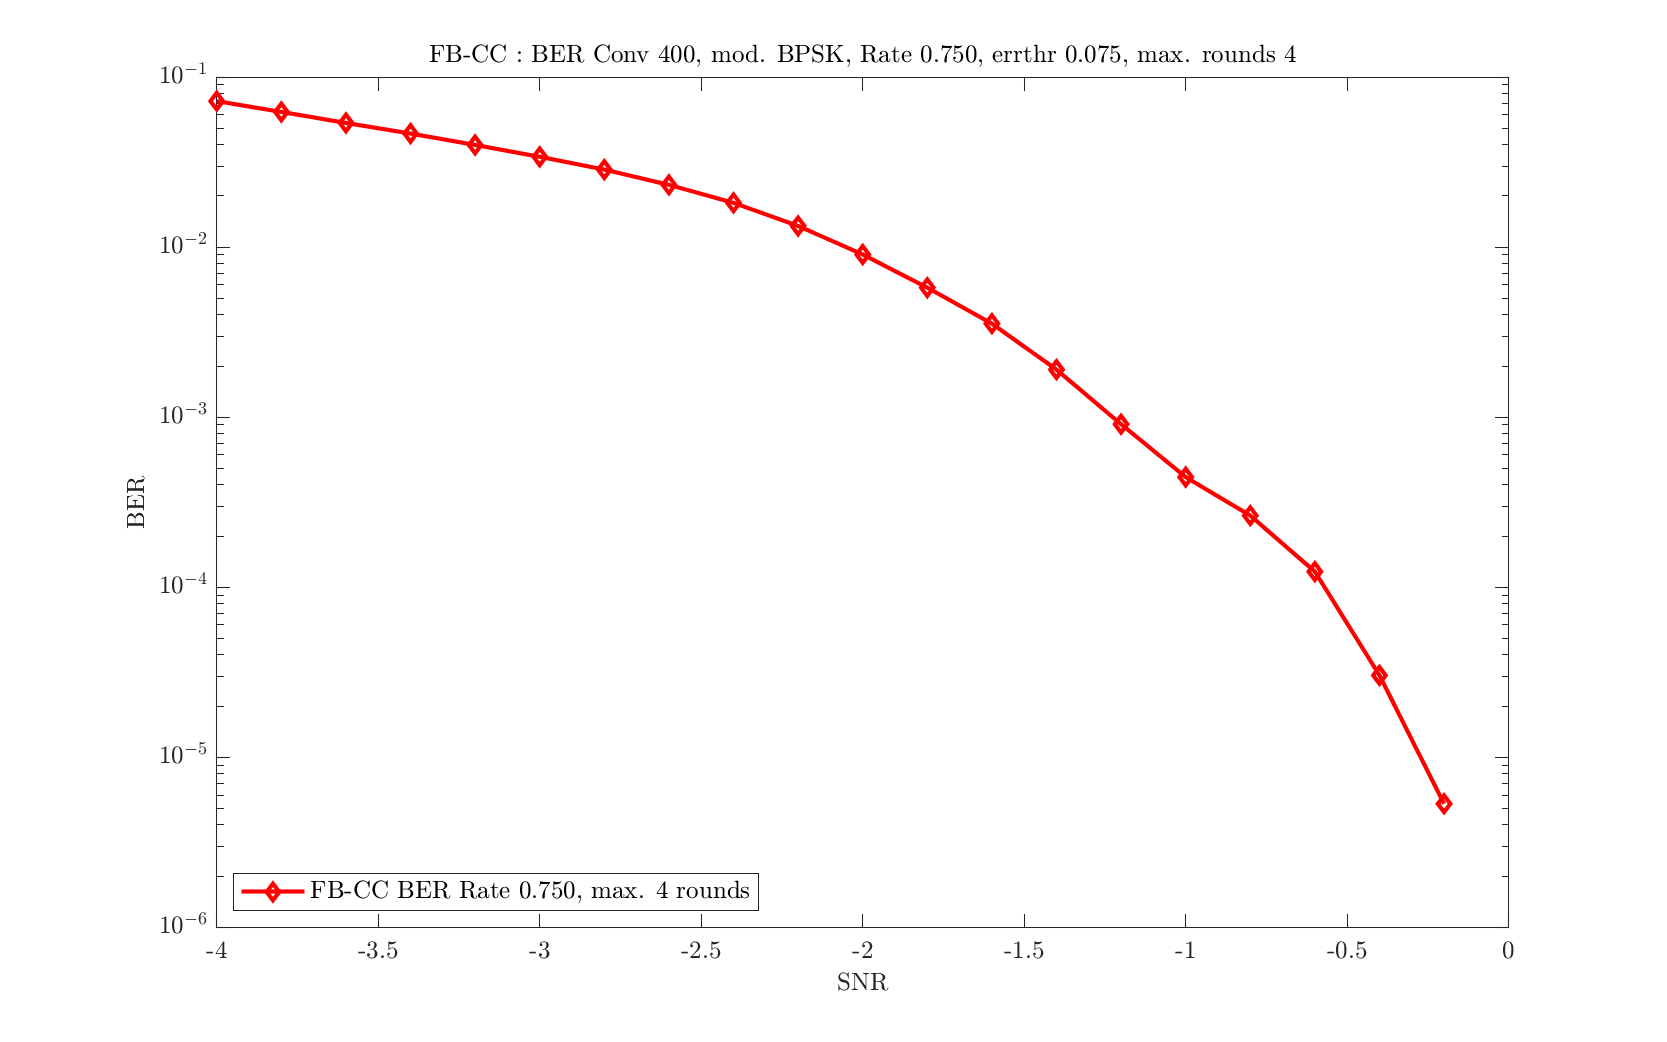 FB-CC : BER Conv 400, mod. BPSK, Rate 0.750, errthr 0.075, max. rounds 4
10^{-1}
10^{-2}
10^{-3}
10^{-4}
10^{-5}
10^{-6}
BER
FB-CC BER Rate 0.750, max. 4 rounds
-4 -3.5 -3 -2.5 -2 -1.5 -1 -0.5 0
SNR